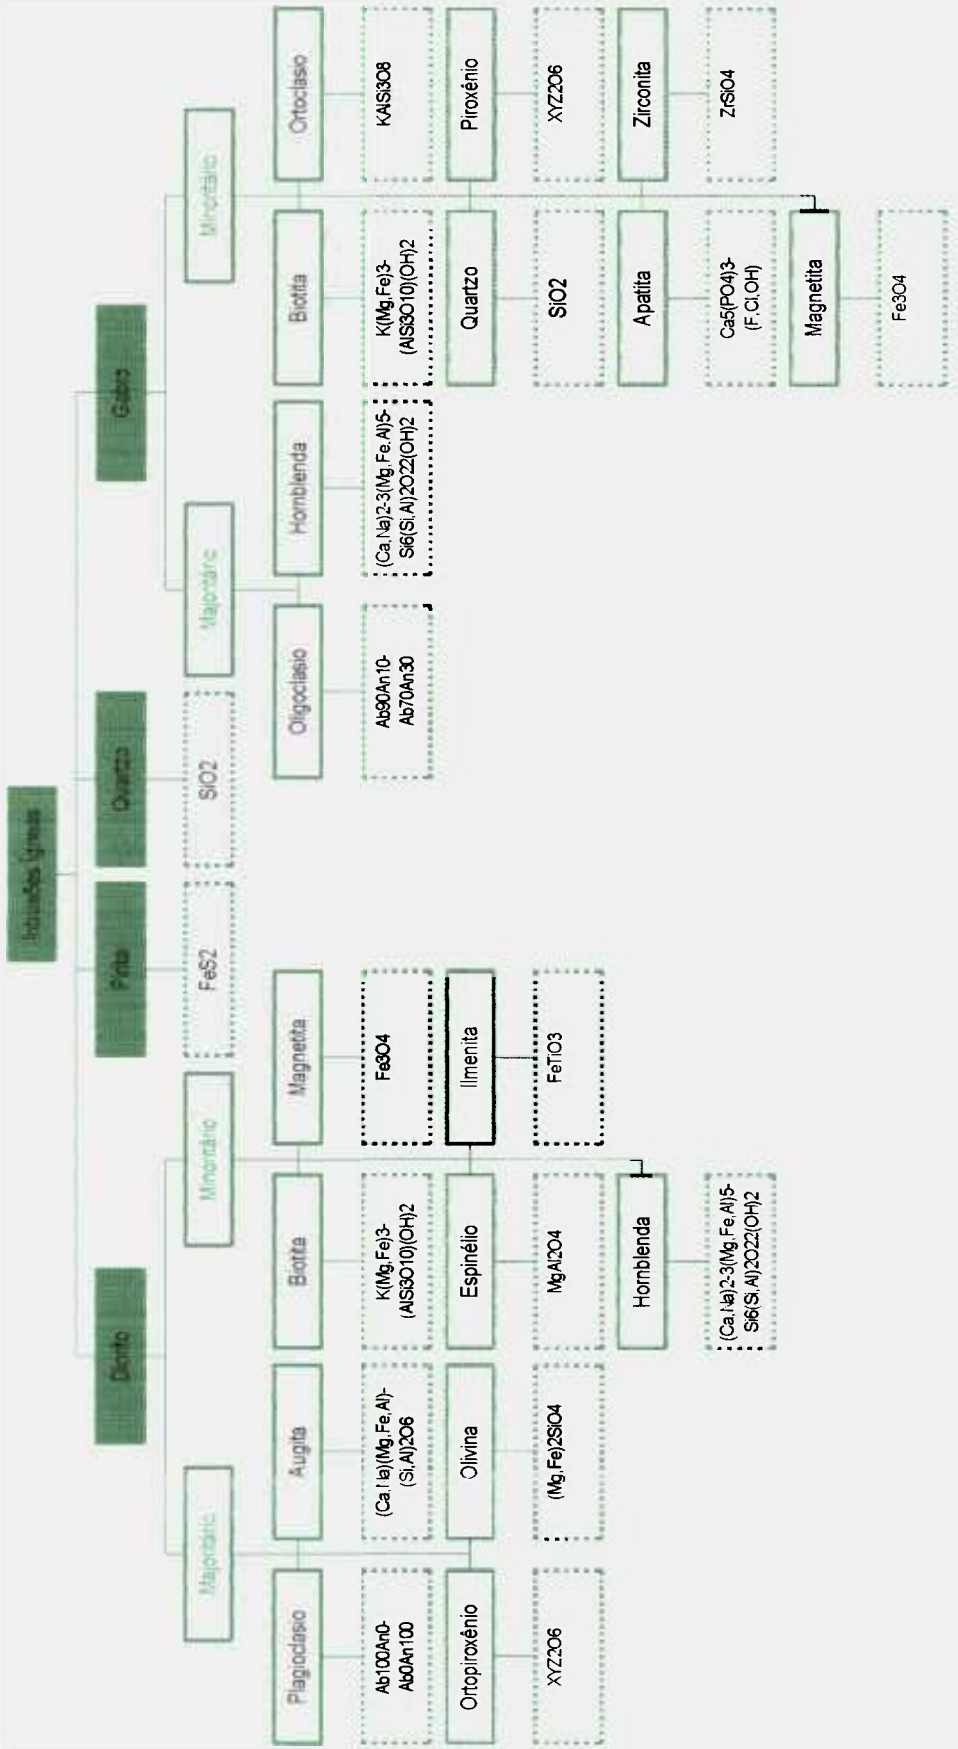 Intrusões Ígneas
Diorito
Pirita
Quartzo
Gabro
Majoritário
Minoritário
FeS2
SiO2
Majoritário
Minoritário
Plagioclasio
Augita
Biotita
Magnetita
Oligoclasio
Hornblenda
Biotita
Ortoclasio
Ab100An0-
Ab0An100
(Ca,Na)(Mg,Fe,Al)-
(Si,Al)2O6
K(Mg,Fe)3-
(AlSi3O10)(OH)2
Fe3O4
Ab90An10-
Ab70An30
(Ca,Na)2-3(Mg,Fe,Al)5-
Si6(Si,Al)2O22(OH)2
K(Mg,Fe)3-
(AlSi3O10)(OH)2
KAlSi3O8
Ortopiroxênio
Olivina
Espinélio
Ilmenita
Quartzo
Piroxênio
XYZ2O6
(Mg,Fe)2SiO4
MgAl2O4
FeTiO3
SiO2
XYZ2O6
Hornblenda
Apatita
Zirconita
(Ca,Na)2-3(Mg,Fe,Al)5-
Si6(Si,Al)2O22(OH)2
Ca5(PO4)3-
(F,Cl,OH)
ZrSiO4
Magnetita
Fe3O4